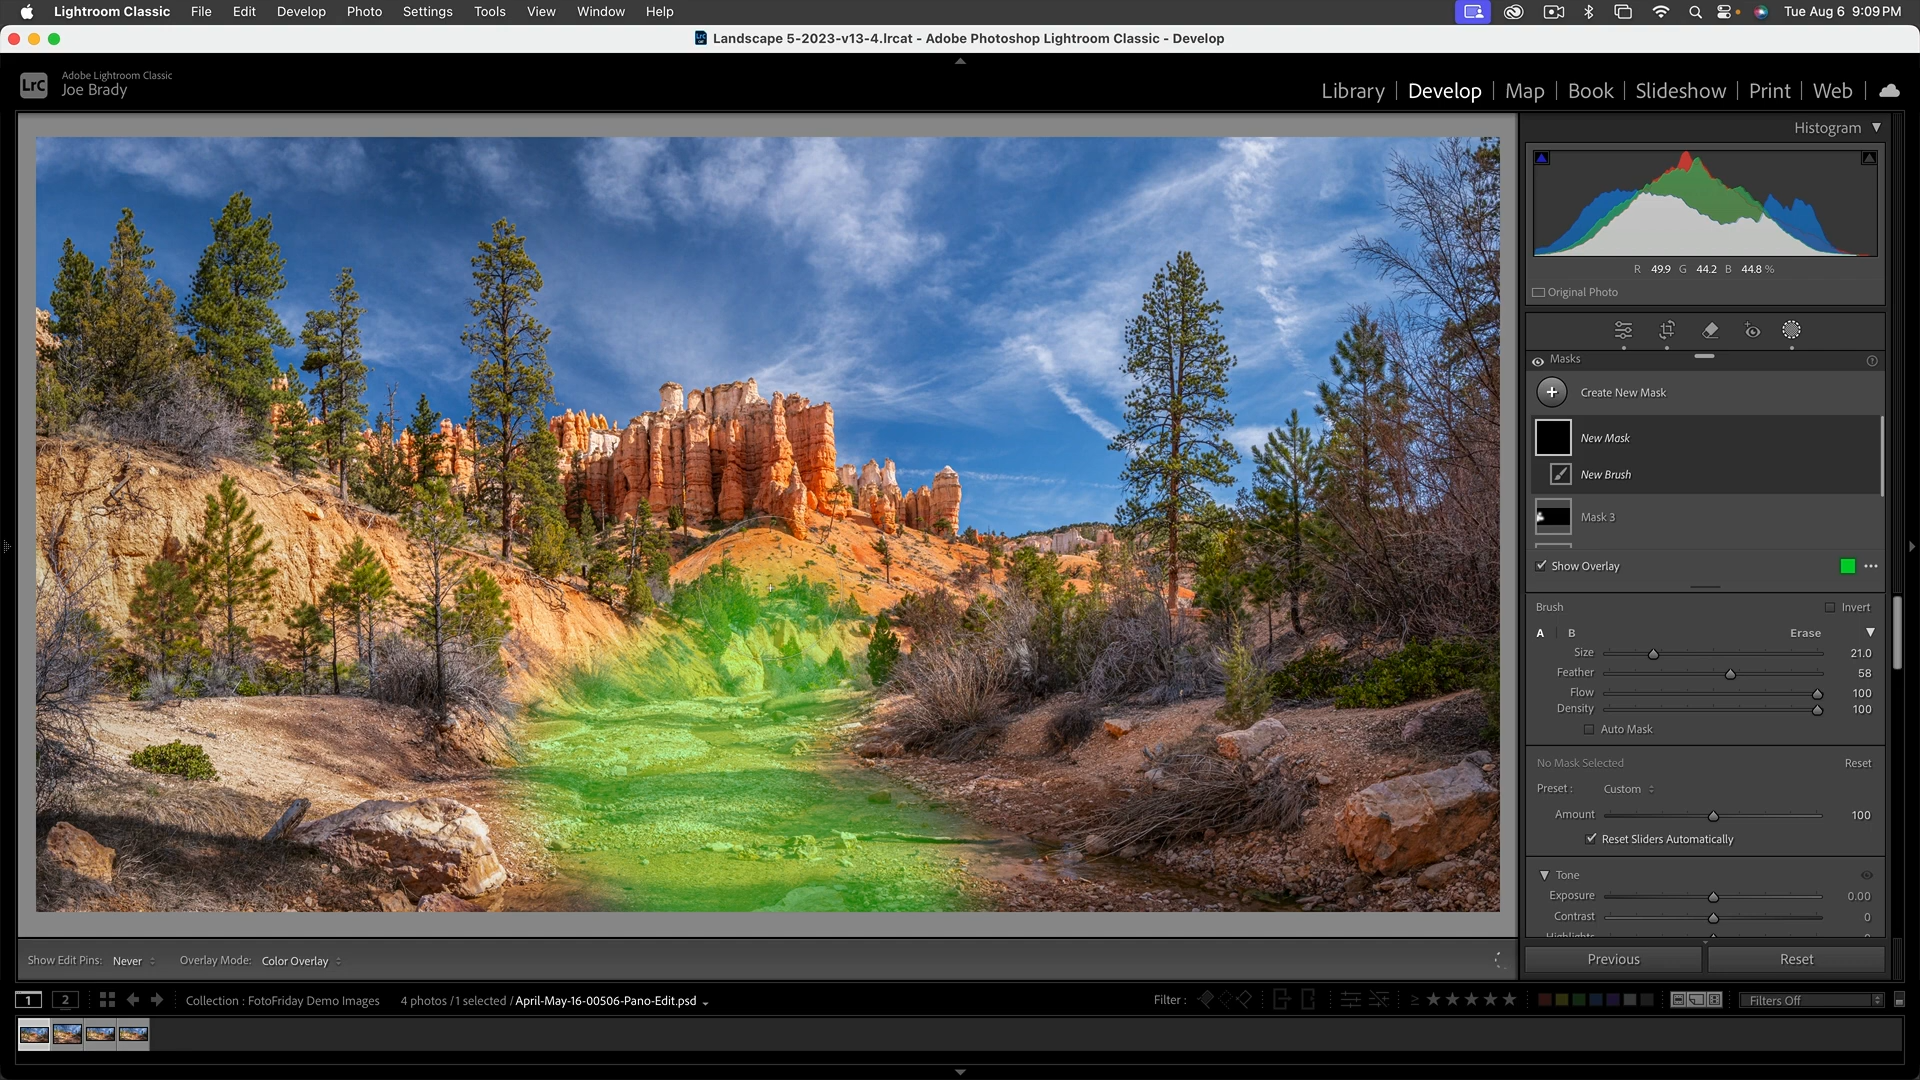 Lightroom Classic File Edit Develop Photo Settings Tools View Window Help Tue Aug 6 9:09 PM
Landscape 5-2023-v13-4.lrcat - Adobe Photoshop Lightroom Classic - Develop
LrC
Adobe Lightroom Classic
Joe Brady
Library | Develop | Map | Book | Slideshow | Print | Web
Histogram
R 49.9 G 44.2 B 44.8 %
Original Photo
Masks
Create New Mask
New Mask
New Brush
Mask 3
Show Overlay
Brush Invert
A B Erase
Size 21.0
Feather 58
Flow 100
Density 100
Auto Mask
No Mask Selected Reset
Preset : Custom
Amount 100
Reset Sliders Automatically
Tone
Exposure 0.00
Contrast 0
Show Edit Pins: Never Overlay Mode: Color Overlay
Previous Reset
1 2 Collection : FotoFriday Demo Images 4 photos / 1 selected / April-May-16-00506-Pano-Edit.psd Filter : Filters Off